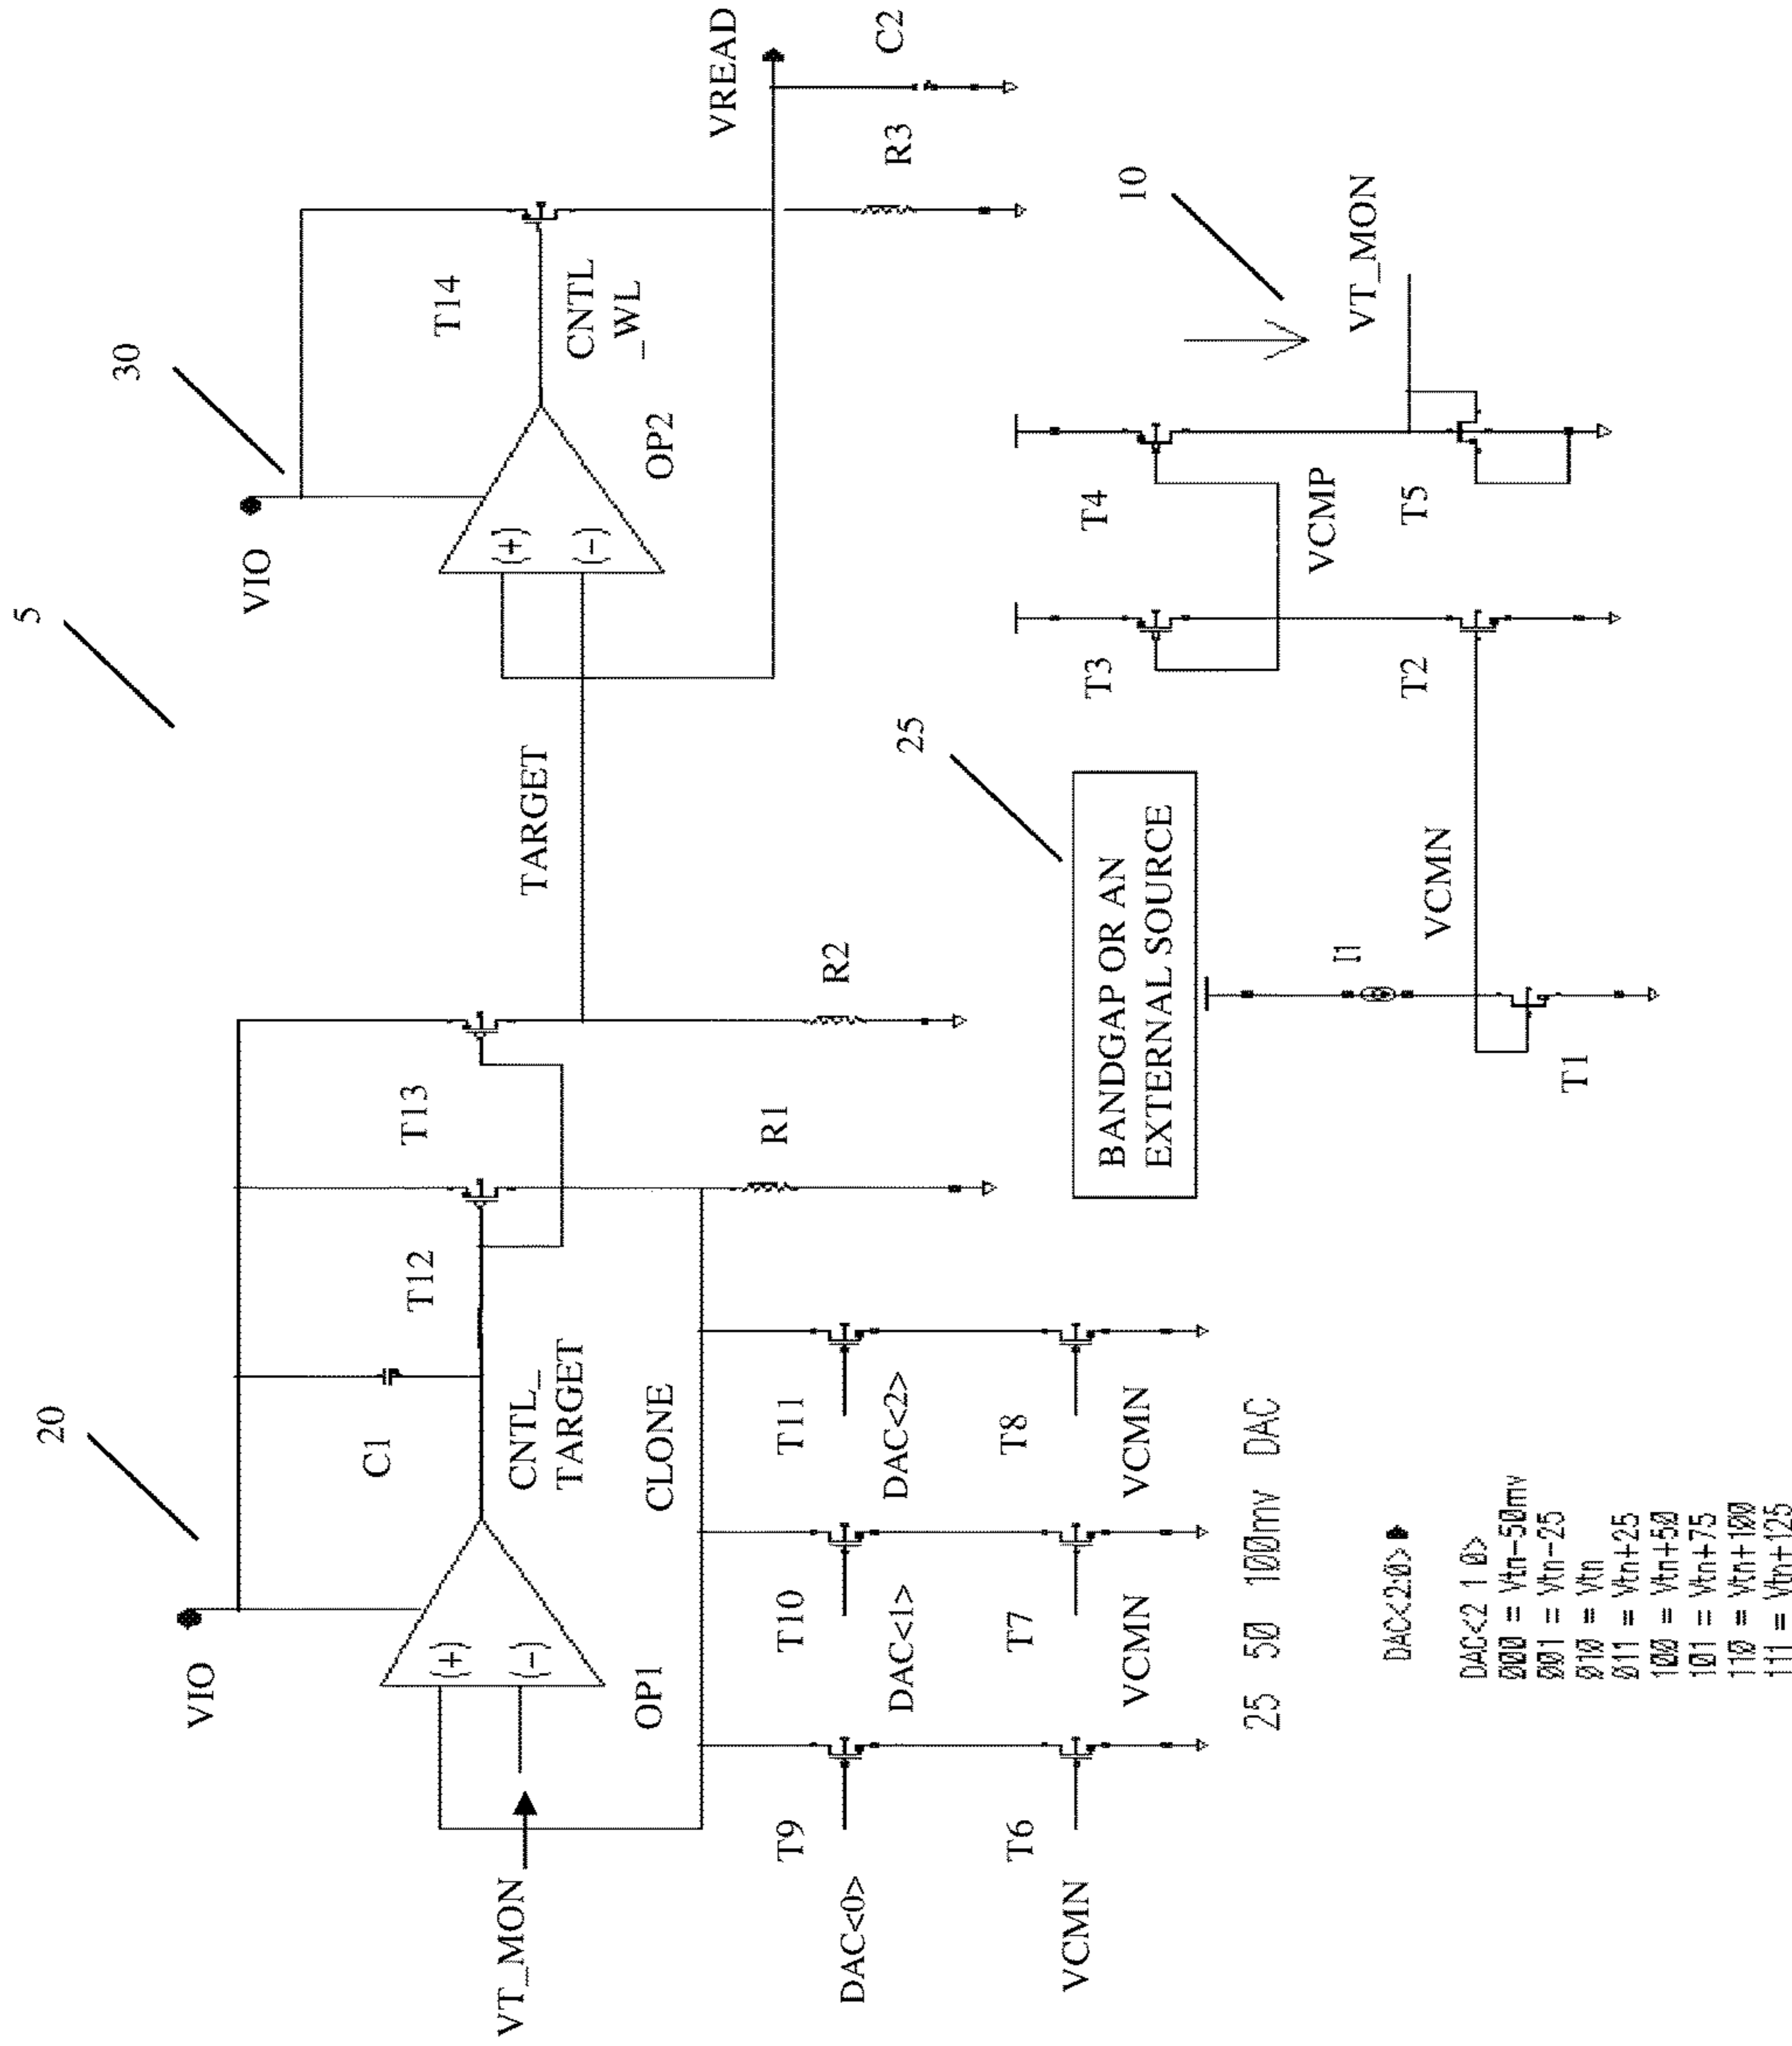 5
20
30
VIO
VIO
C1
T12
T13
T14
VREAD
C2
R3
VT_MON
(+)
(-)
OP1
CNTL_
TARGET
CLONE
R1
R2
TARGET
(+)
(-)
OP2
CNTL
_WL
DAC<0>
T9
T10
DAC<1>
T11
DAC<2>
VCMN
T6
T7
VCMN
T8
VCMN
25 50 100mv DAC
DAC<2:0>
DAC<2 1 0>
000 = Vtn-50mv
001 = Vtn-25
010 = Vtn
011 = Vtn+25
100 = Vtn+50
101 = Vtn+75
110 = Vtn+100
111 = Vtn+125
25
BANDGAP OR AN
EXTERNAL SOURCE
I1
T1
VCMN
T3
T2
T4
VCMP
T5
VT_MON
10